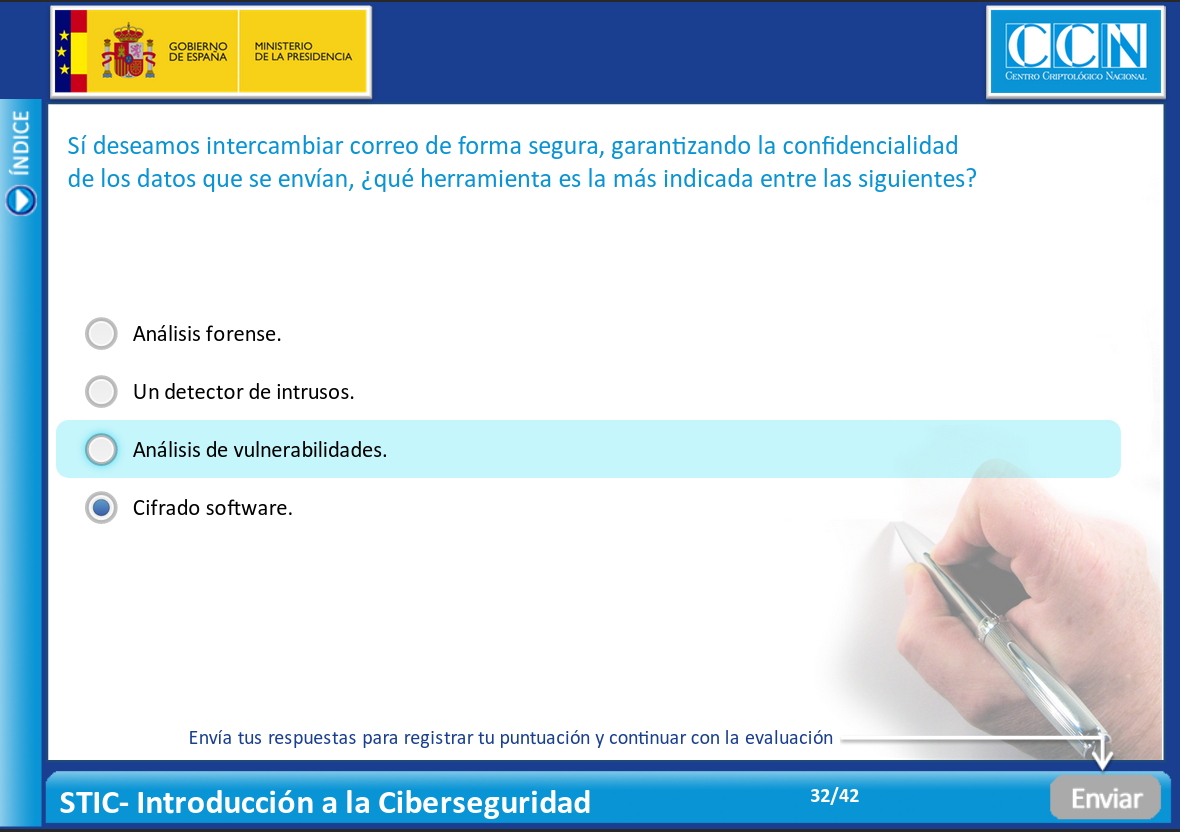 GOBIERNO
DE ESPAÑA
MINISTERIO
DE LA PRESIDENCIA
CCN
CENTRO CRIPTOLÓGICO NACIONAL
ÍNDICE
Sí deseamos intercambiar correo de forma segura, garantizando la confidencialidad
de los datos que se envían, ¿qué herramienta es la más indicada entre las siguientes?
Análisis forense.
Un detector de intrusos.
Análisis de vulnerabilidades.
Cifrado software.
Envía tus respuestas para registrar tu puntuación y continuar con la evaluación
STIC- Introducción a la Ciberseguridad
32/42
Enviar